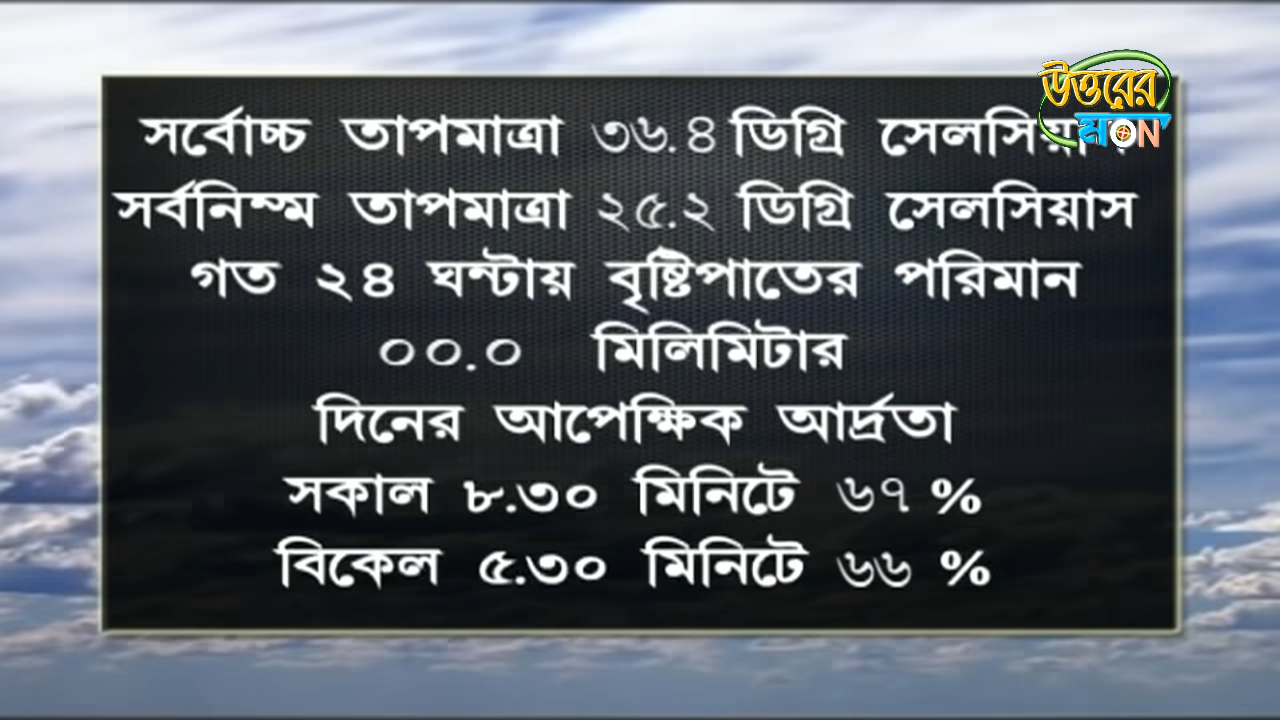 সর্বোচ্চ তাপমাত্রা ৩৬.৪ ডিগ্রি
সর্বনিম্ম তাপমাত্রা ২৫.২ ডিগ্রি সেলসিয়াস
গত ২৪ ঘন্টায় বৃষ্টিপাতের পরিমান
০০.০ মিলিমিটার
দিনের আপেক্ষিক আর্দ্রতা
সকাল ৮.৩০ মিনিটে ৬৭ %
বিকেল ৫.৩০ মিনিটে ৬৬ %
উত্তরের
মON